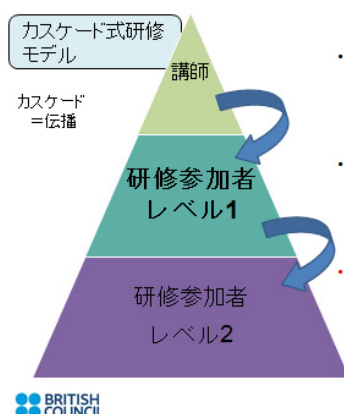 カスケード式研修
モデル
講師
カスケード
＝伝播
研修参加者
レベル1
研修参加者
レベル2
BRITISH
COUNCIL